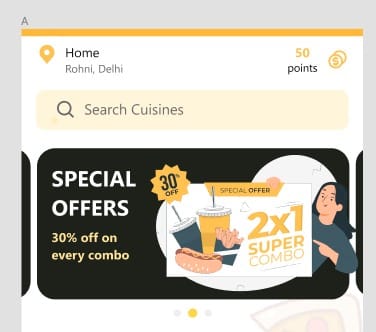 A
Home
Rohni, Delhi
50
points
Search Cuisines
SPECIAL
OFFERS
30% off on
every combo
30%
OFF
SPECIAL OFFER
2x1
SUPER
COMBO